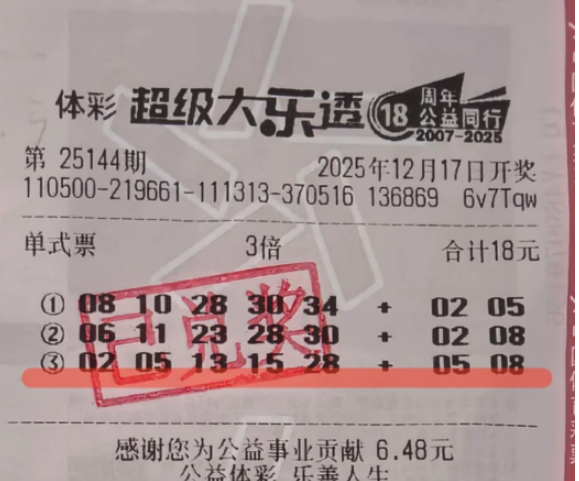 体彩 超级大乐透 18周年公益同行 2007-2025
第 25144期 2025年12月17日开奖
110500-219661-111313-370516 136869 6v7Tqw
单式票 3倍 合计18元
① 08 10 28 30 34 + 02 05
② 06 11 23 28 30 + 02 08
③ 02 05 13 15 28 + 05 08
已兑奖
感谢您为公益事业贡献 6.48元
公益体彩 乐善人生